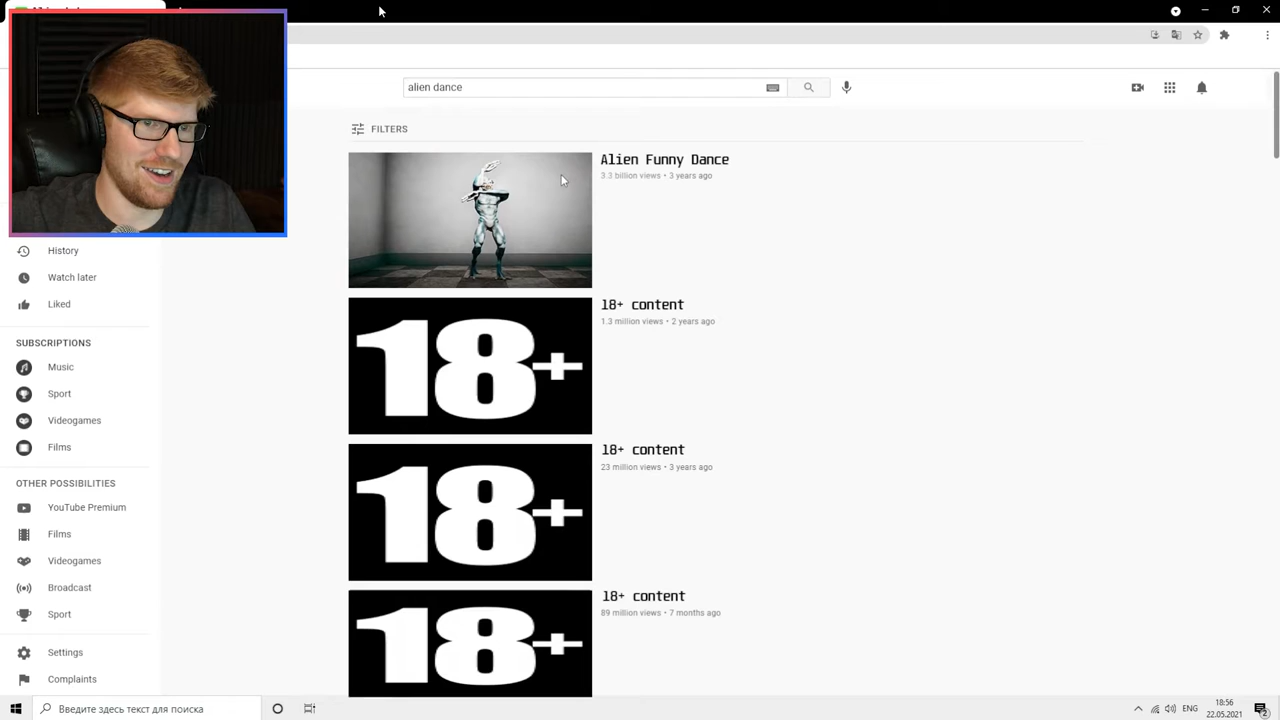 alien dance
FILTERS
Alien Funny Dance
3.3 billion views • 3 years ago
18+
18+ content
1.3 million views • 2 years ago
18+
18+ content
23 million views • 3 years ago
18+
18+ content
89 million views • 7 months ago
History
Watch later
Liked
SUBSCRIPTIONS
Music
Sport
Videogames
Films
OTHER POSSIBILITIES
YouTube Premium
Films
Videogames
Broadcast
Sport
Settings
Complaints
Введите здесь текст для поиска
ENG
18:56
22.05.2021
2